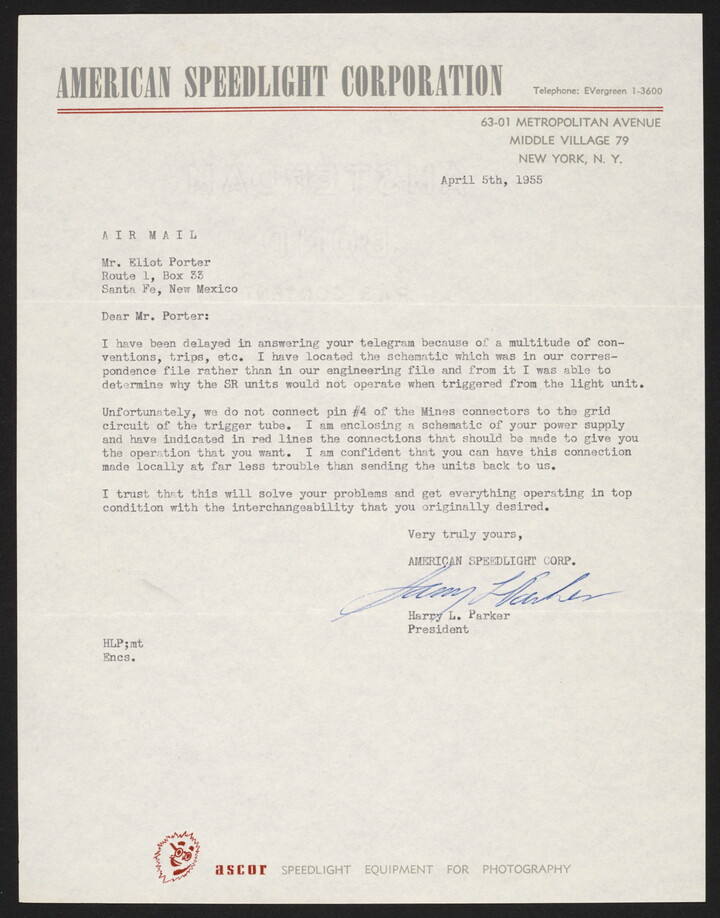 AMERICAN SPEEDLIGHT CORPORATION
Telephone: EVergreen 1-3600
63-01 METROPOLITAN AVENUE
MIDDLE VILLAGE 79
NEW YORK, N. Y.
April 5th, 1955
AIR MAIL
Mr. Eliot Porter
Route 1, Box 33
Santa Fe, New Mexico
Dear Mr. Porter:
I have been delayed in answering your telegram because of a multitude of con-
ventions, trips, etc. I have located the schematic which was in our corres-
pondence file rather than in our engineering file and from it I was able to
determine why the SR units would not operate when triggered from the light unit.
Unfortunately, we do not connect pin #4 of the Mines connectors to the grid
circuit of the trigger tube. I am enclosing a schematic of your power supply
and have indicated in red lines the connections that should be made to give you
the operation that you want. I am confident that you can have this connection
made locally at far less trouble than sending the units back to us.
I trust that this will solve your problems and get everything operating in top
condition with the interchangeability that you originally desired.
Very truly yours,
AMERICAN SPEEDLIGHT CORP.
Harry L Parker
Harry L. Parker
President
HLP;mt
Encs.
ascor SPEEDLIGHT EQUIPMENT FOR PHOTOGRAPHY